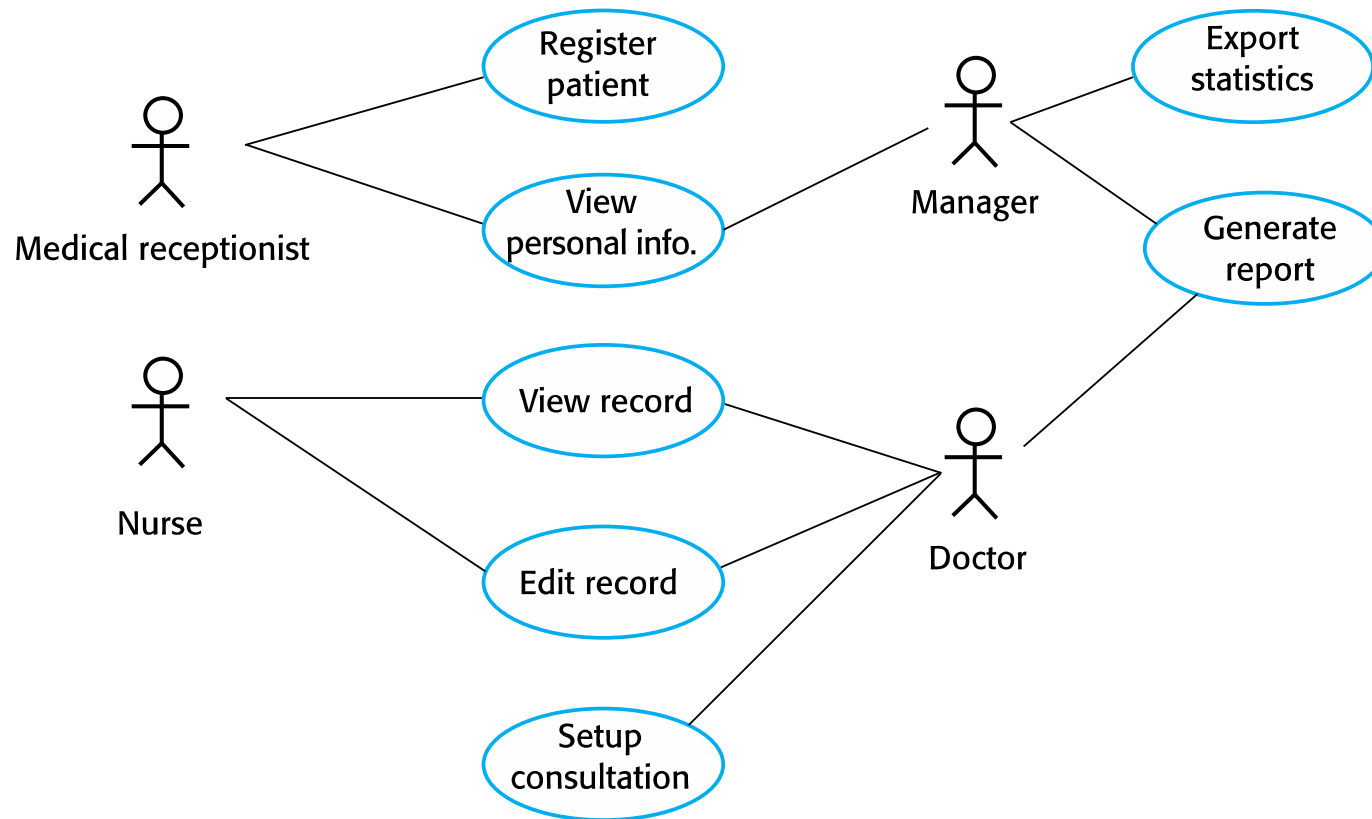 Register
patient
Export
statistics
Medical receptionist
View
personal info.
Manager
Generate
report
Nurse
View record
Edit record
Doctor
Setup
consultation